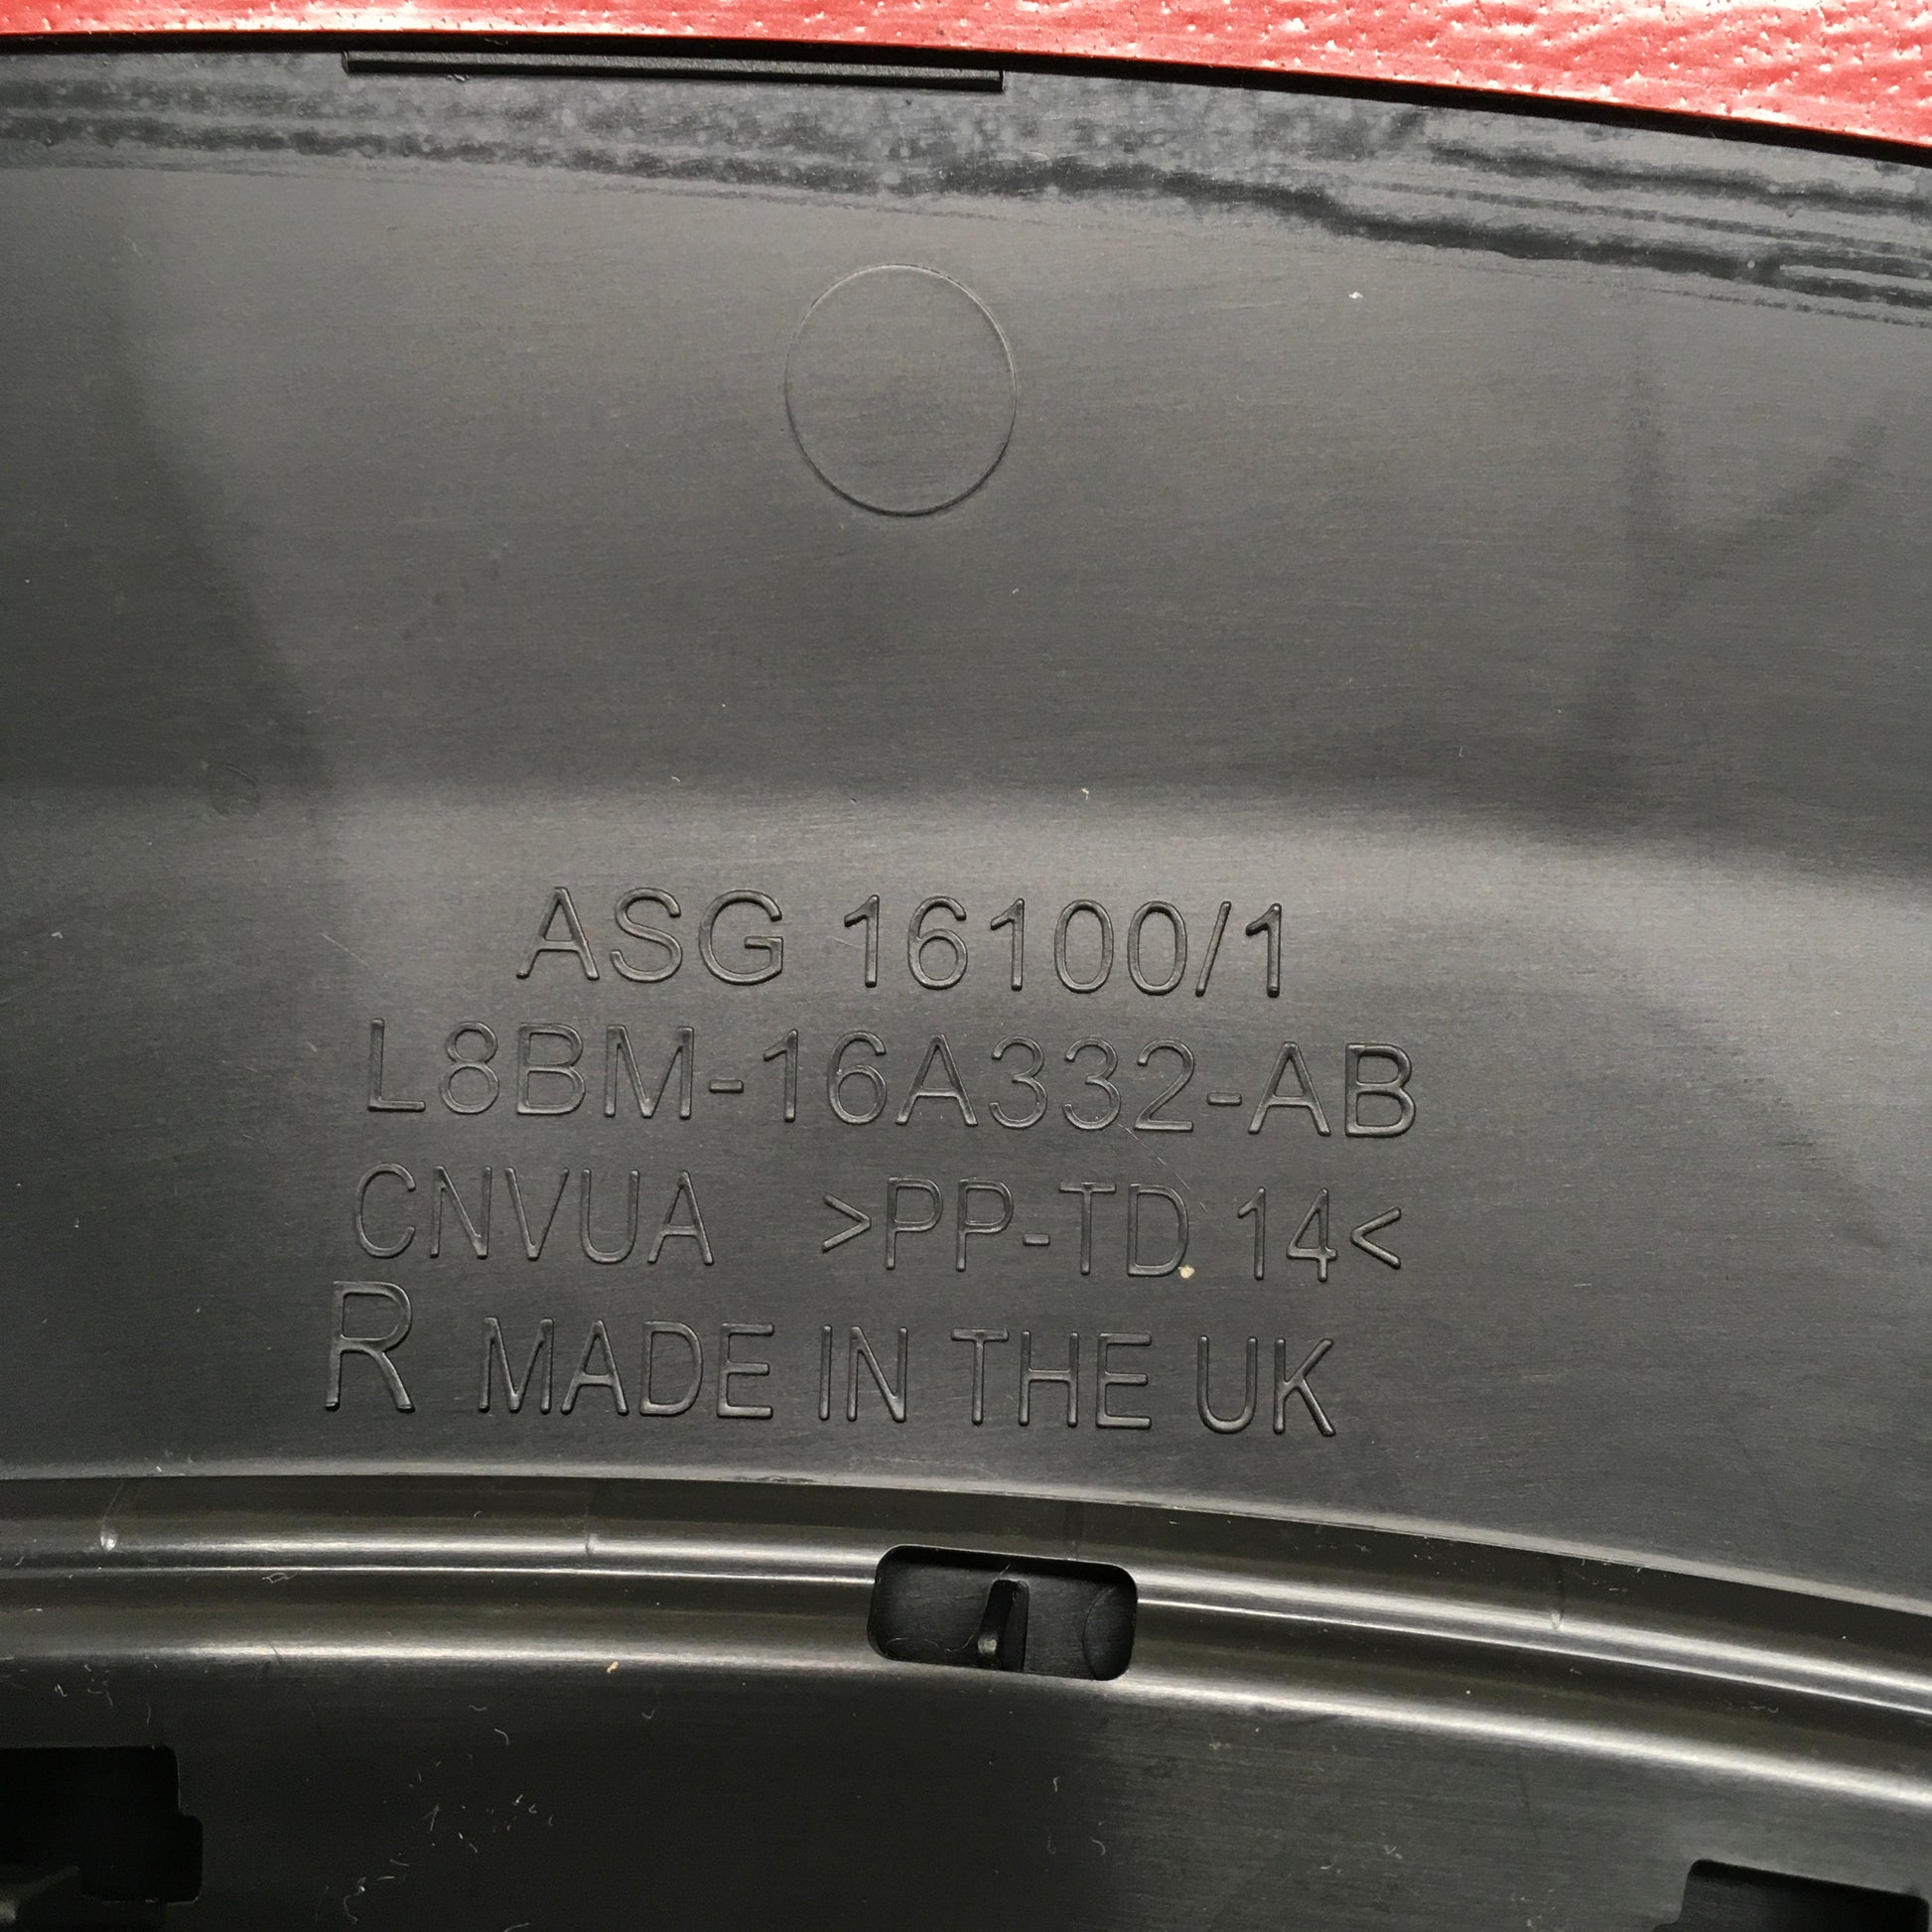 ASG 16100/1
L8BM-16A332-AB
CNVUA >PP-TD 14<
R MADE IN THE UK